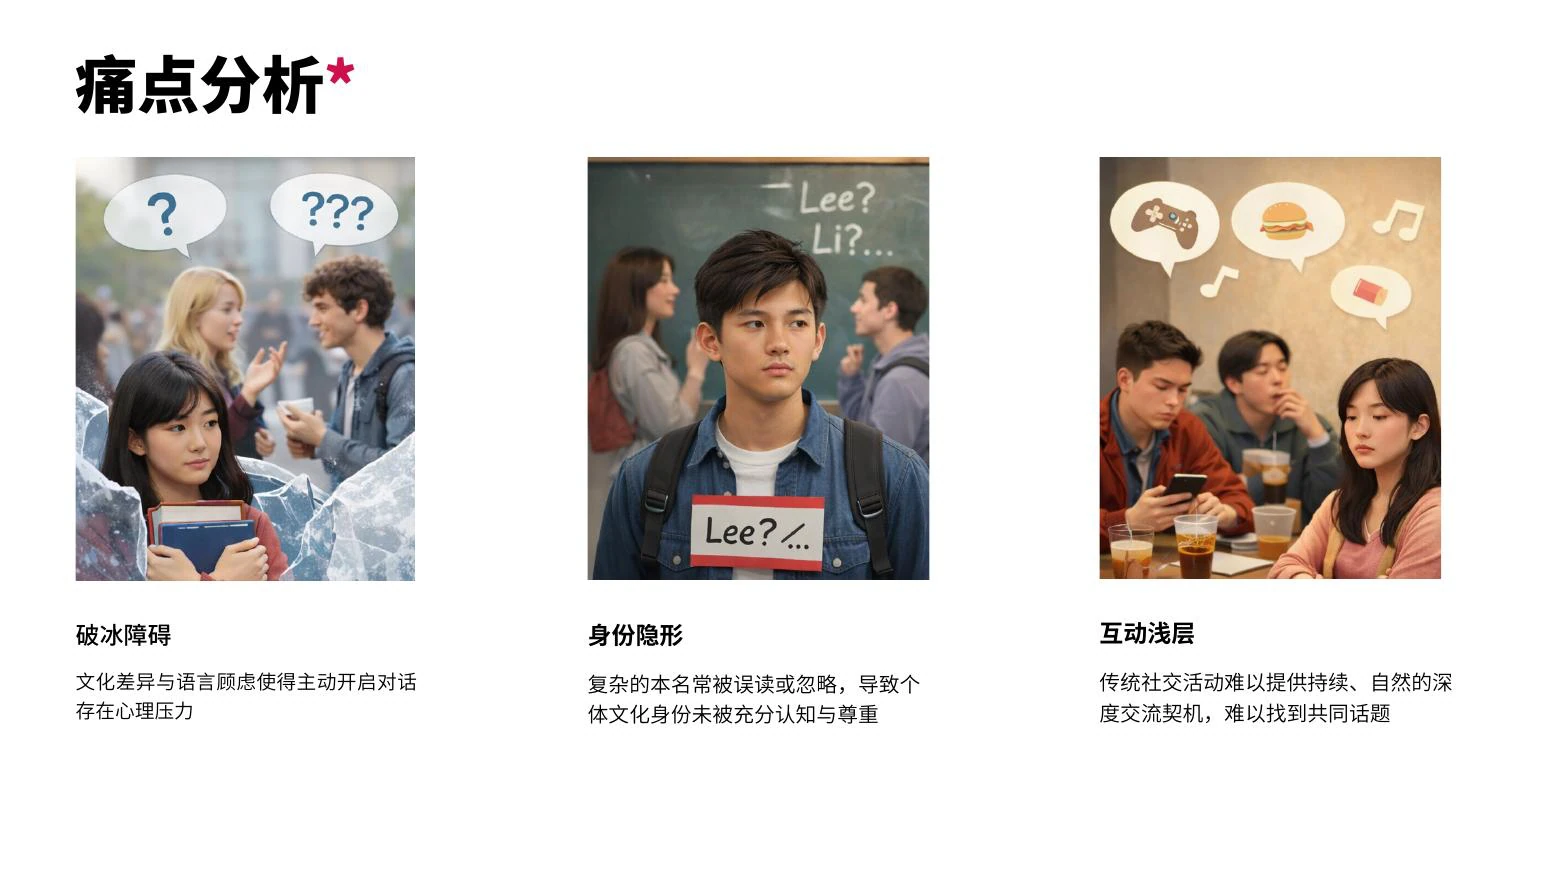 痛点分析*
?
???
Lee?
Li?...
Lee?/...
破冰障碍
文化差异与语言顾虑使得主动开启对话
存在心理压力
身份隐形
复杂的本名常被误读或忽略，导致个
体文化身份未被充分认知与尊重
互动浅层
传统社交活动难以提供持续、自然的深
度交流契机，难以找到共同话题